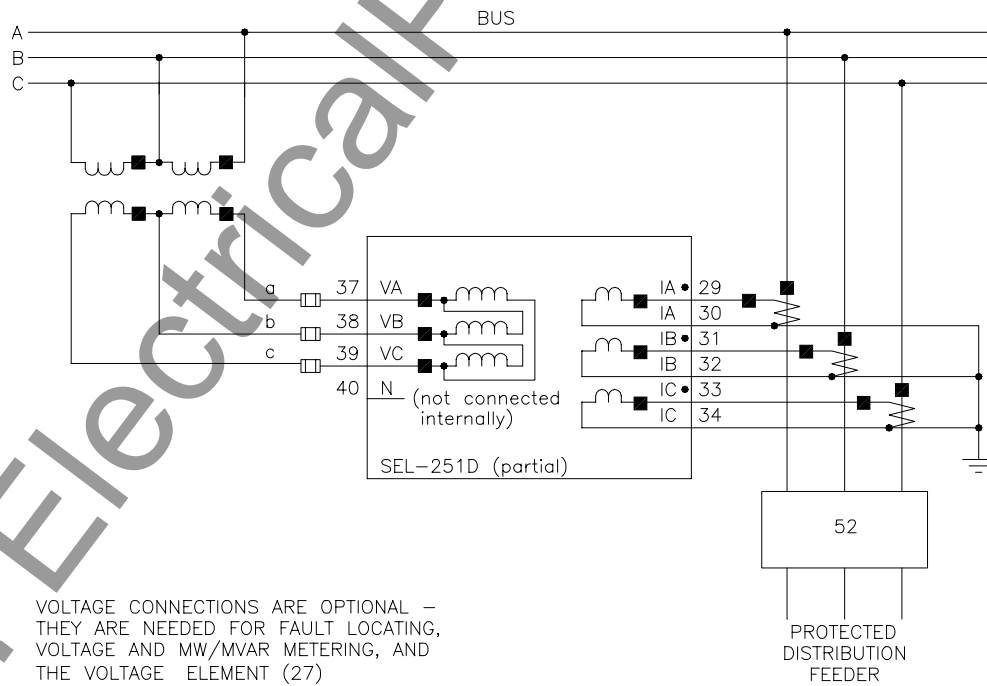 BUS
A
B
C
a
b
c
37 VA
38 VB
39 VC
40 N (not connected
internally)
SEL-251D (partial)
IA • 29
IA 30
IB • 31
IB 32
IC • 33
IC 34
52
VOLTAGE CONNECTIONS ARE OPTIONAL –
THEY ARE NEEDED FOR FAULT LOCATING,
VOLTAGE AND MW/MVAR METERING, AND
THE VOLTAGE ELEMENT (27)
PROTECTED
DISTRIBUTION
FEEDER
Electrical